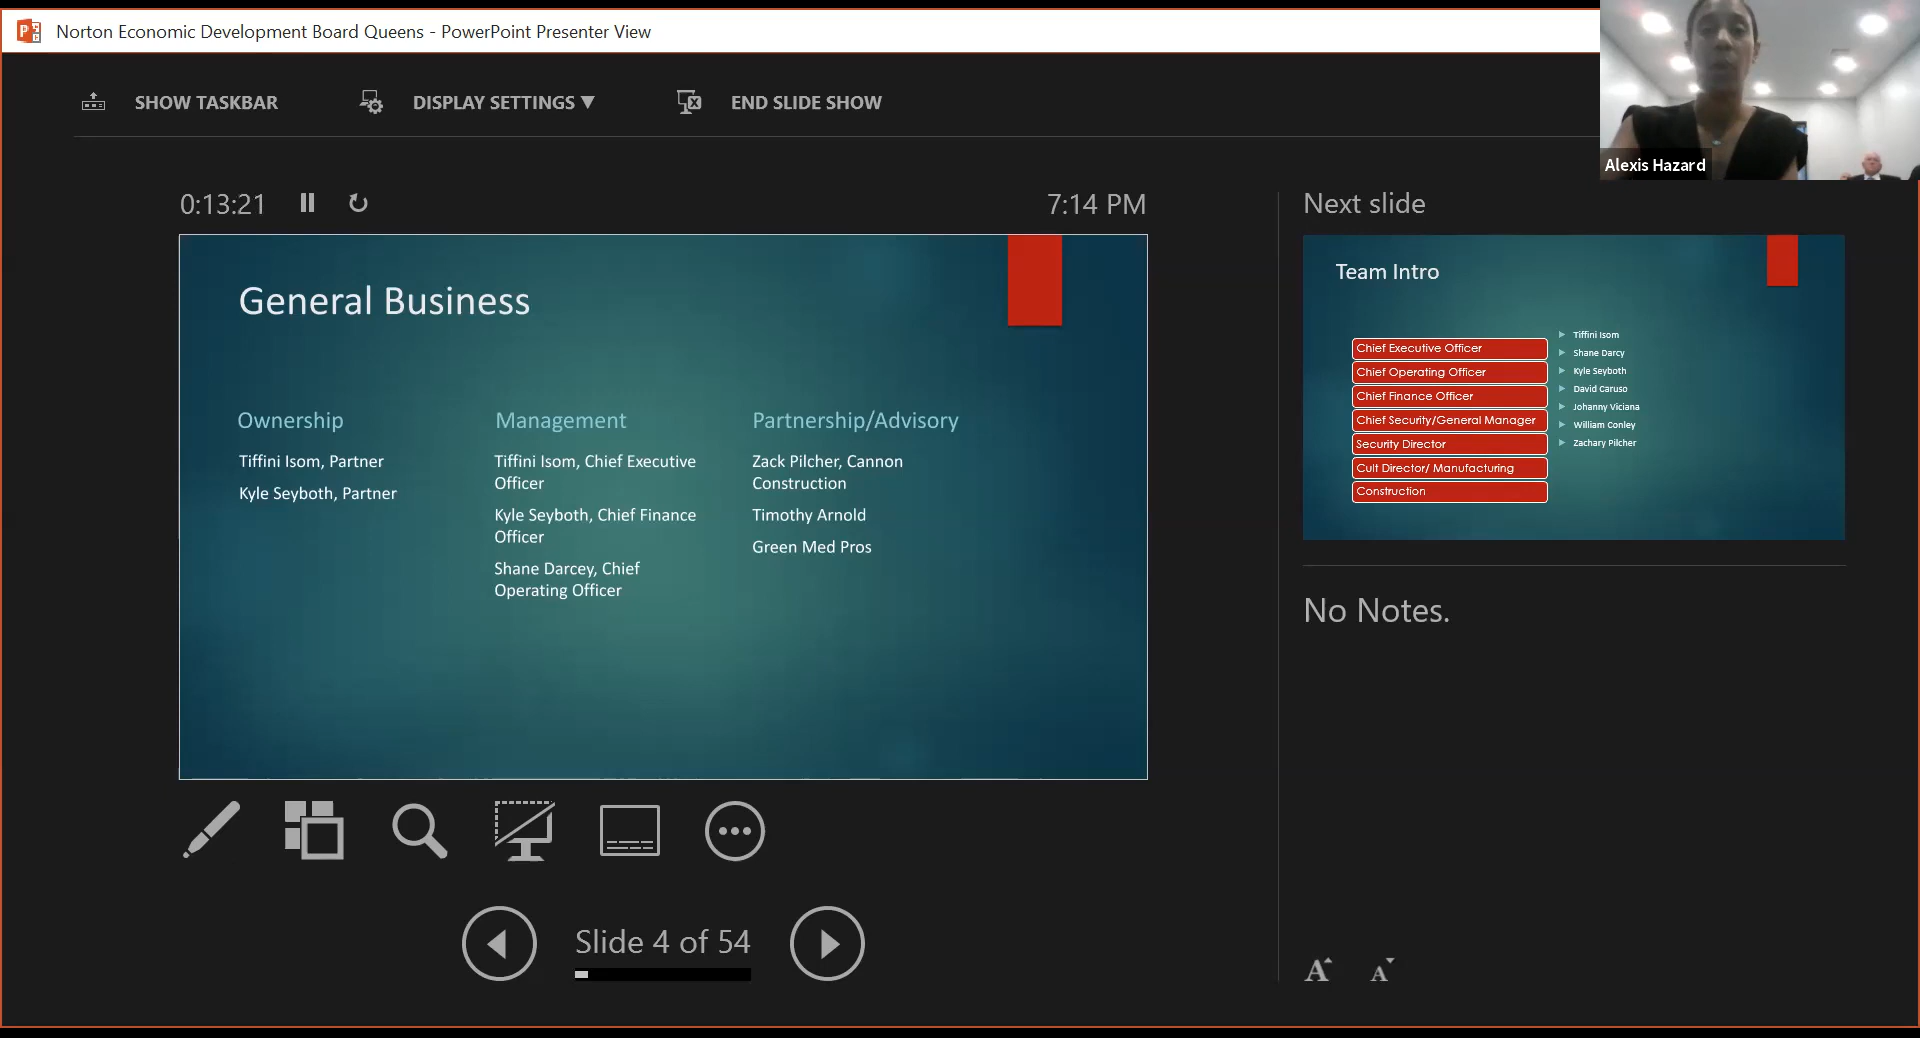 Norton Economic Development Board Queens - PowerPoint Presenter View
SHOW TASKBAR
DISPLAY SETTINGS ▼
END SLIDE SHOW
Alexis Hazard
0:13:21
7:14 PM
General Business
Ownership
Tiffini Isom, Partner
Kyle Seyboth, Partner
Management
Tiffini Isom, Chief Executive
Officer
Kyle Seyboth, Chief Finance
Officer
Shane Darcey, Chief
Operating Officer
Partnership/Advisory
Zack Pilcher, Cannon
Construction
Timothy Arnold
Green Med Pros
Slide 4 of 54
Next slide
Team Intro
Chief Executive Officer
Chief Operating Officer
Chief Finance Officer
Chief Security/General Manager
Security Director
Cult Director/ Manufacturing
Construction
Tiffini Isom
Shane Darcy
Kyle Seyboth
David Caruso
Johanny Viciana
William Conley
Zachary Pilcher
No Notes.
A A